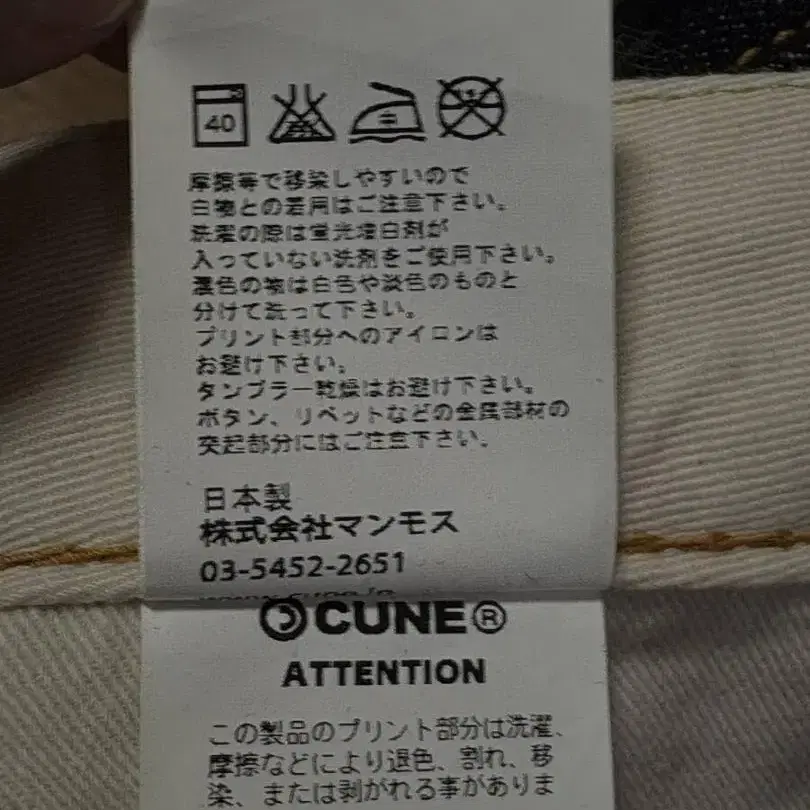 40
摩擦等で移染しやすいので
白物との着用はご注意下さい。
洗濯の際は蛍光増白剤が
入っていない洗剤をご使用下さい。
濃色の物は白色や淡色のものと
分けて洗って下さい。
プリント部分へのアイロンは
お避け下さい。
タンブラー乾燥はお避け下さい。
ボタン、リベットなどの金属部材の
突起部分にはご注意下さい。
日本製
株式会社マンモス
03-5452-2651
CUNE®
ATTENTION
この製品のプリント部分は洗濯、
摩擦などにより退色、割れ、移
染、または剥がれる事がありま